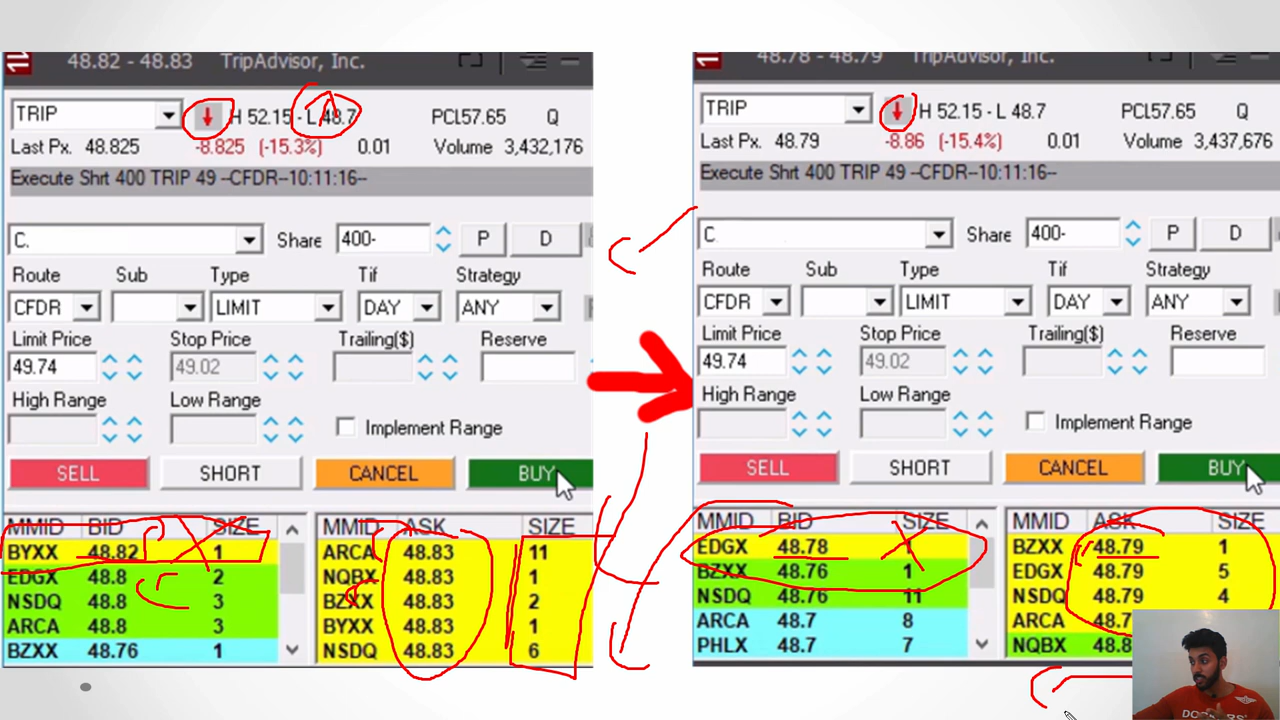 48.82 - 48.83 TripAdvisor, Inc.
TRIP H 52.15 - L 48.7 PCL57.65 Q
Last Px. 48.825 -8.825 (-15.3%) 0.01 Volume 3,432,176
Execute Shrt 400 TRIP 49 --CFDR--10:11:16--
C. Share 400- P D
Route Sub Type Tif Strategy
CFDR LIMIT DAY ANY
Limit Price Stop Price Trailing($) Reserve
49.74 49.02
High Range Low Range
Implement Range
SELL SHORT CANCEL BUY
MMID BID SIZE MMID ASK SIZE
BYXX 48.82 1 ARCA 48.83 11
EDGX 48.8 2 NQBX 48.83 1
NSDQ 48.8 3 BZXX 48.83 2
ARCA 48.8 3 BYXX 48.83 1
BZXX 48.76 1 NSDQ 48.83 6
48.78 - 48.79 TripAdvisor, Inc.
TRIP H 52.15 - L 48.7 PCL57.65 Q
Last Px. 48.79 -8.86 (-15.4%) 0.01 Volume 3,437,676
Execute Shrt 400 TRIP 49 --CFDR--10:11:16--
C. Share 400- P D
Route Sub Type Tif Strategy
CFDR LIMIT DAY ANY
Limit Price Stop Price Trailing($) Reserve
49.74 49.02
High Range Low Range
Implement Range
SELL SHORT CANCEL BUY
MMID BID SIZE MMID ASK SIZE
EDGX 48.78 1 BZXX 48.79 1
BZXX 48.76 1 EDGX 48.79 5
NSDQ 48.76 11 NSDQ 48.79 4
ARCA 48.7 8 ARCA
PHLX 48.7 7 NQBX